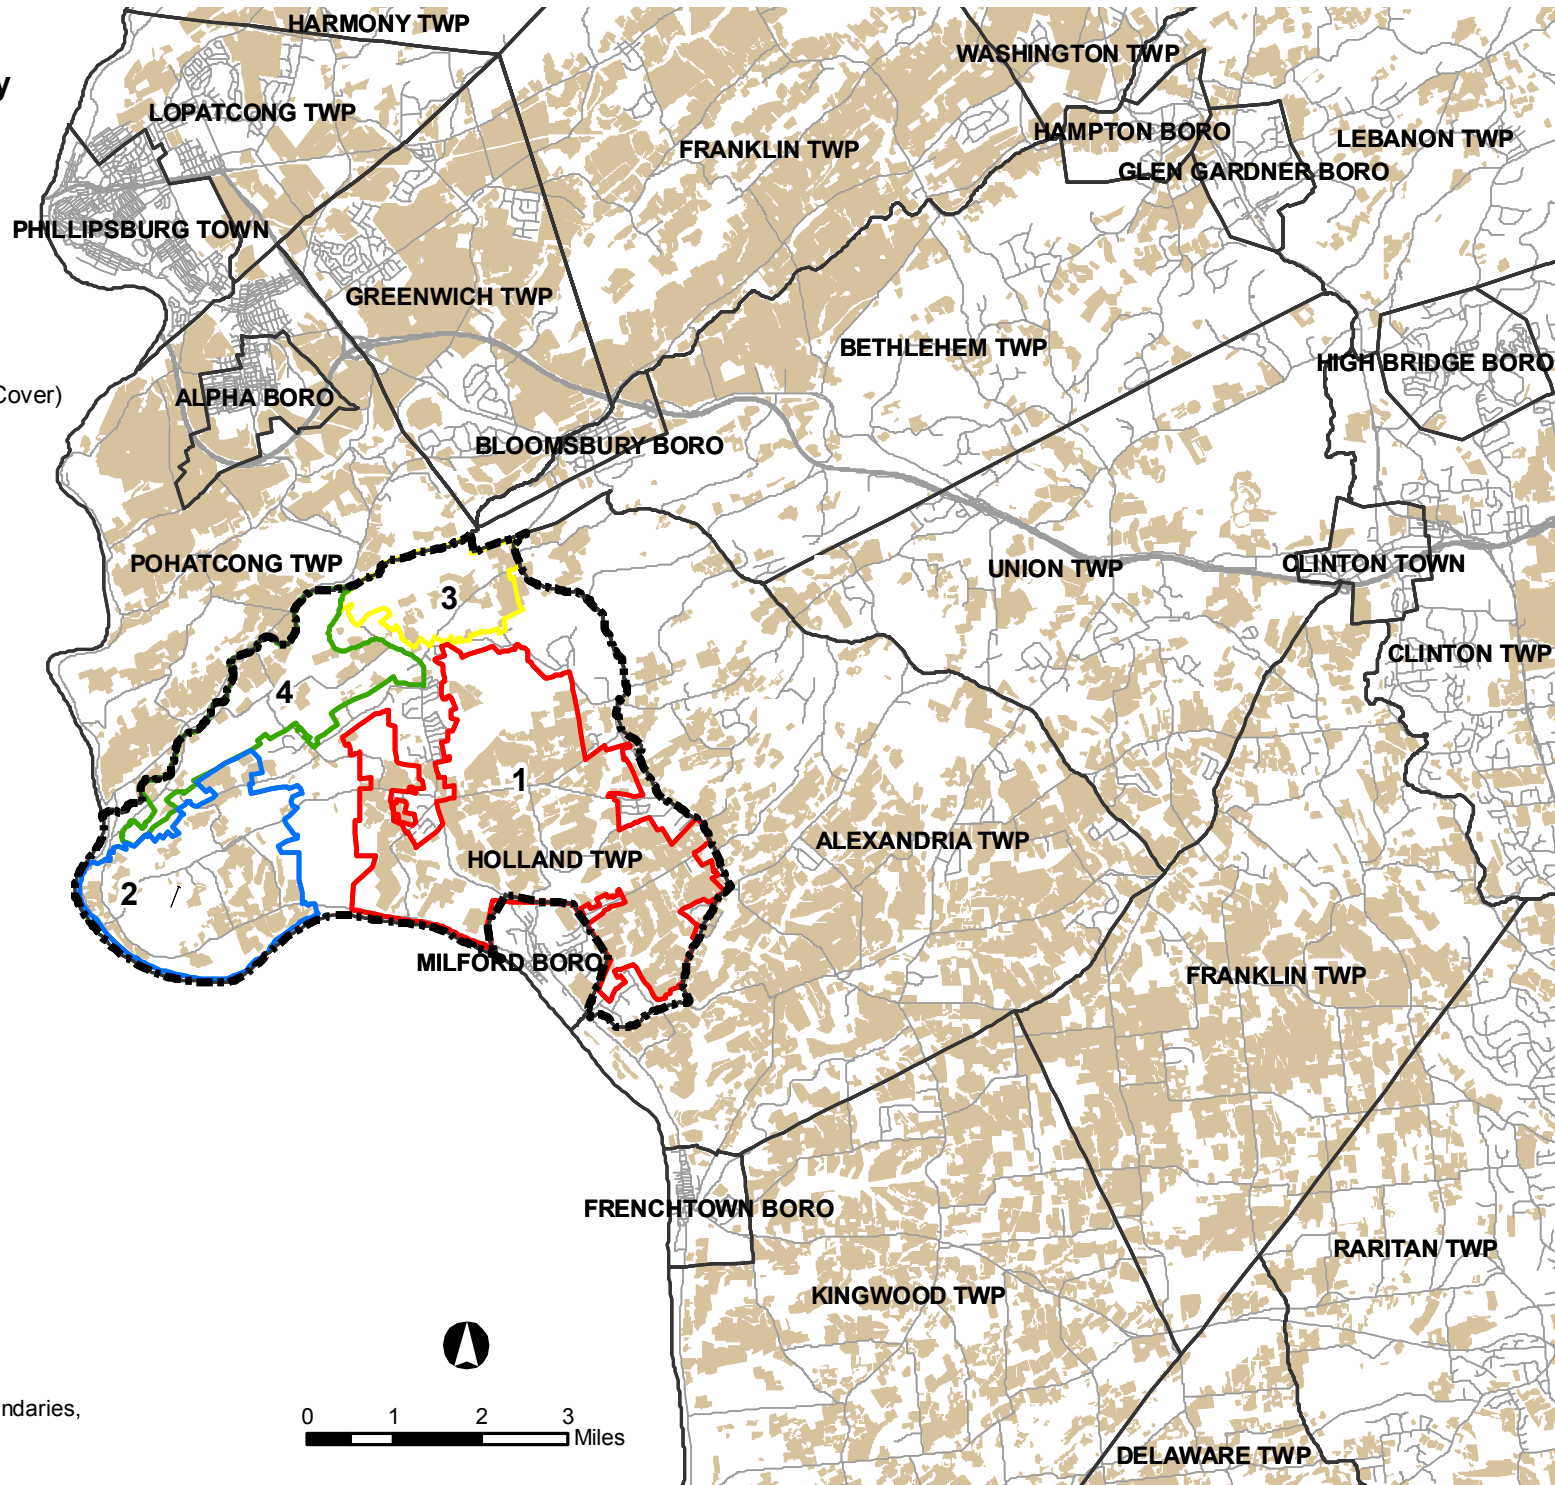 HARMONY TWP
WASHINGTON TWP
y
LOPATCONG TWP
HAMPTON BORO
LEBANON TWP
FRANKLIN TWP
GLEN GARDNER BORO
PHILLIPSBURG TOWN
GREENWICH TWP
BETHLEHEM TWP
HIGH BRIDGE BORO
Cover)
ALPHA BORO
BLOOMSBURY BORO
POHATCONG TWP
UNION TWP
CLINTON TOWN
3
CLINTON TWP
4
1
ALEXANDRIA TWP
HOLLAND TWP
2
MILFORD BORO
FRANKLIN TWP
FRENCHTOWN BORO
RARITAN TWP
KINGWOOD TWP
ndaries,
0 1 2 3
Miles
DELAWARE TWP